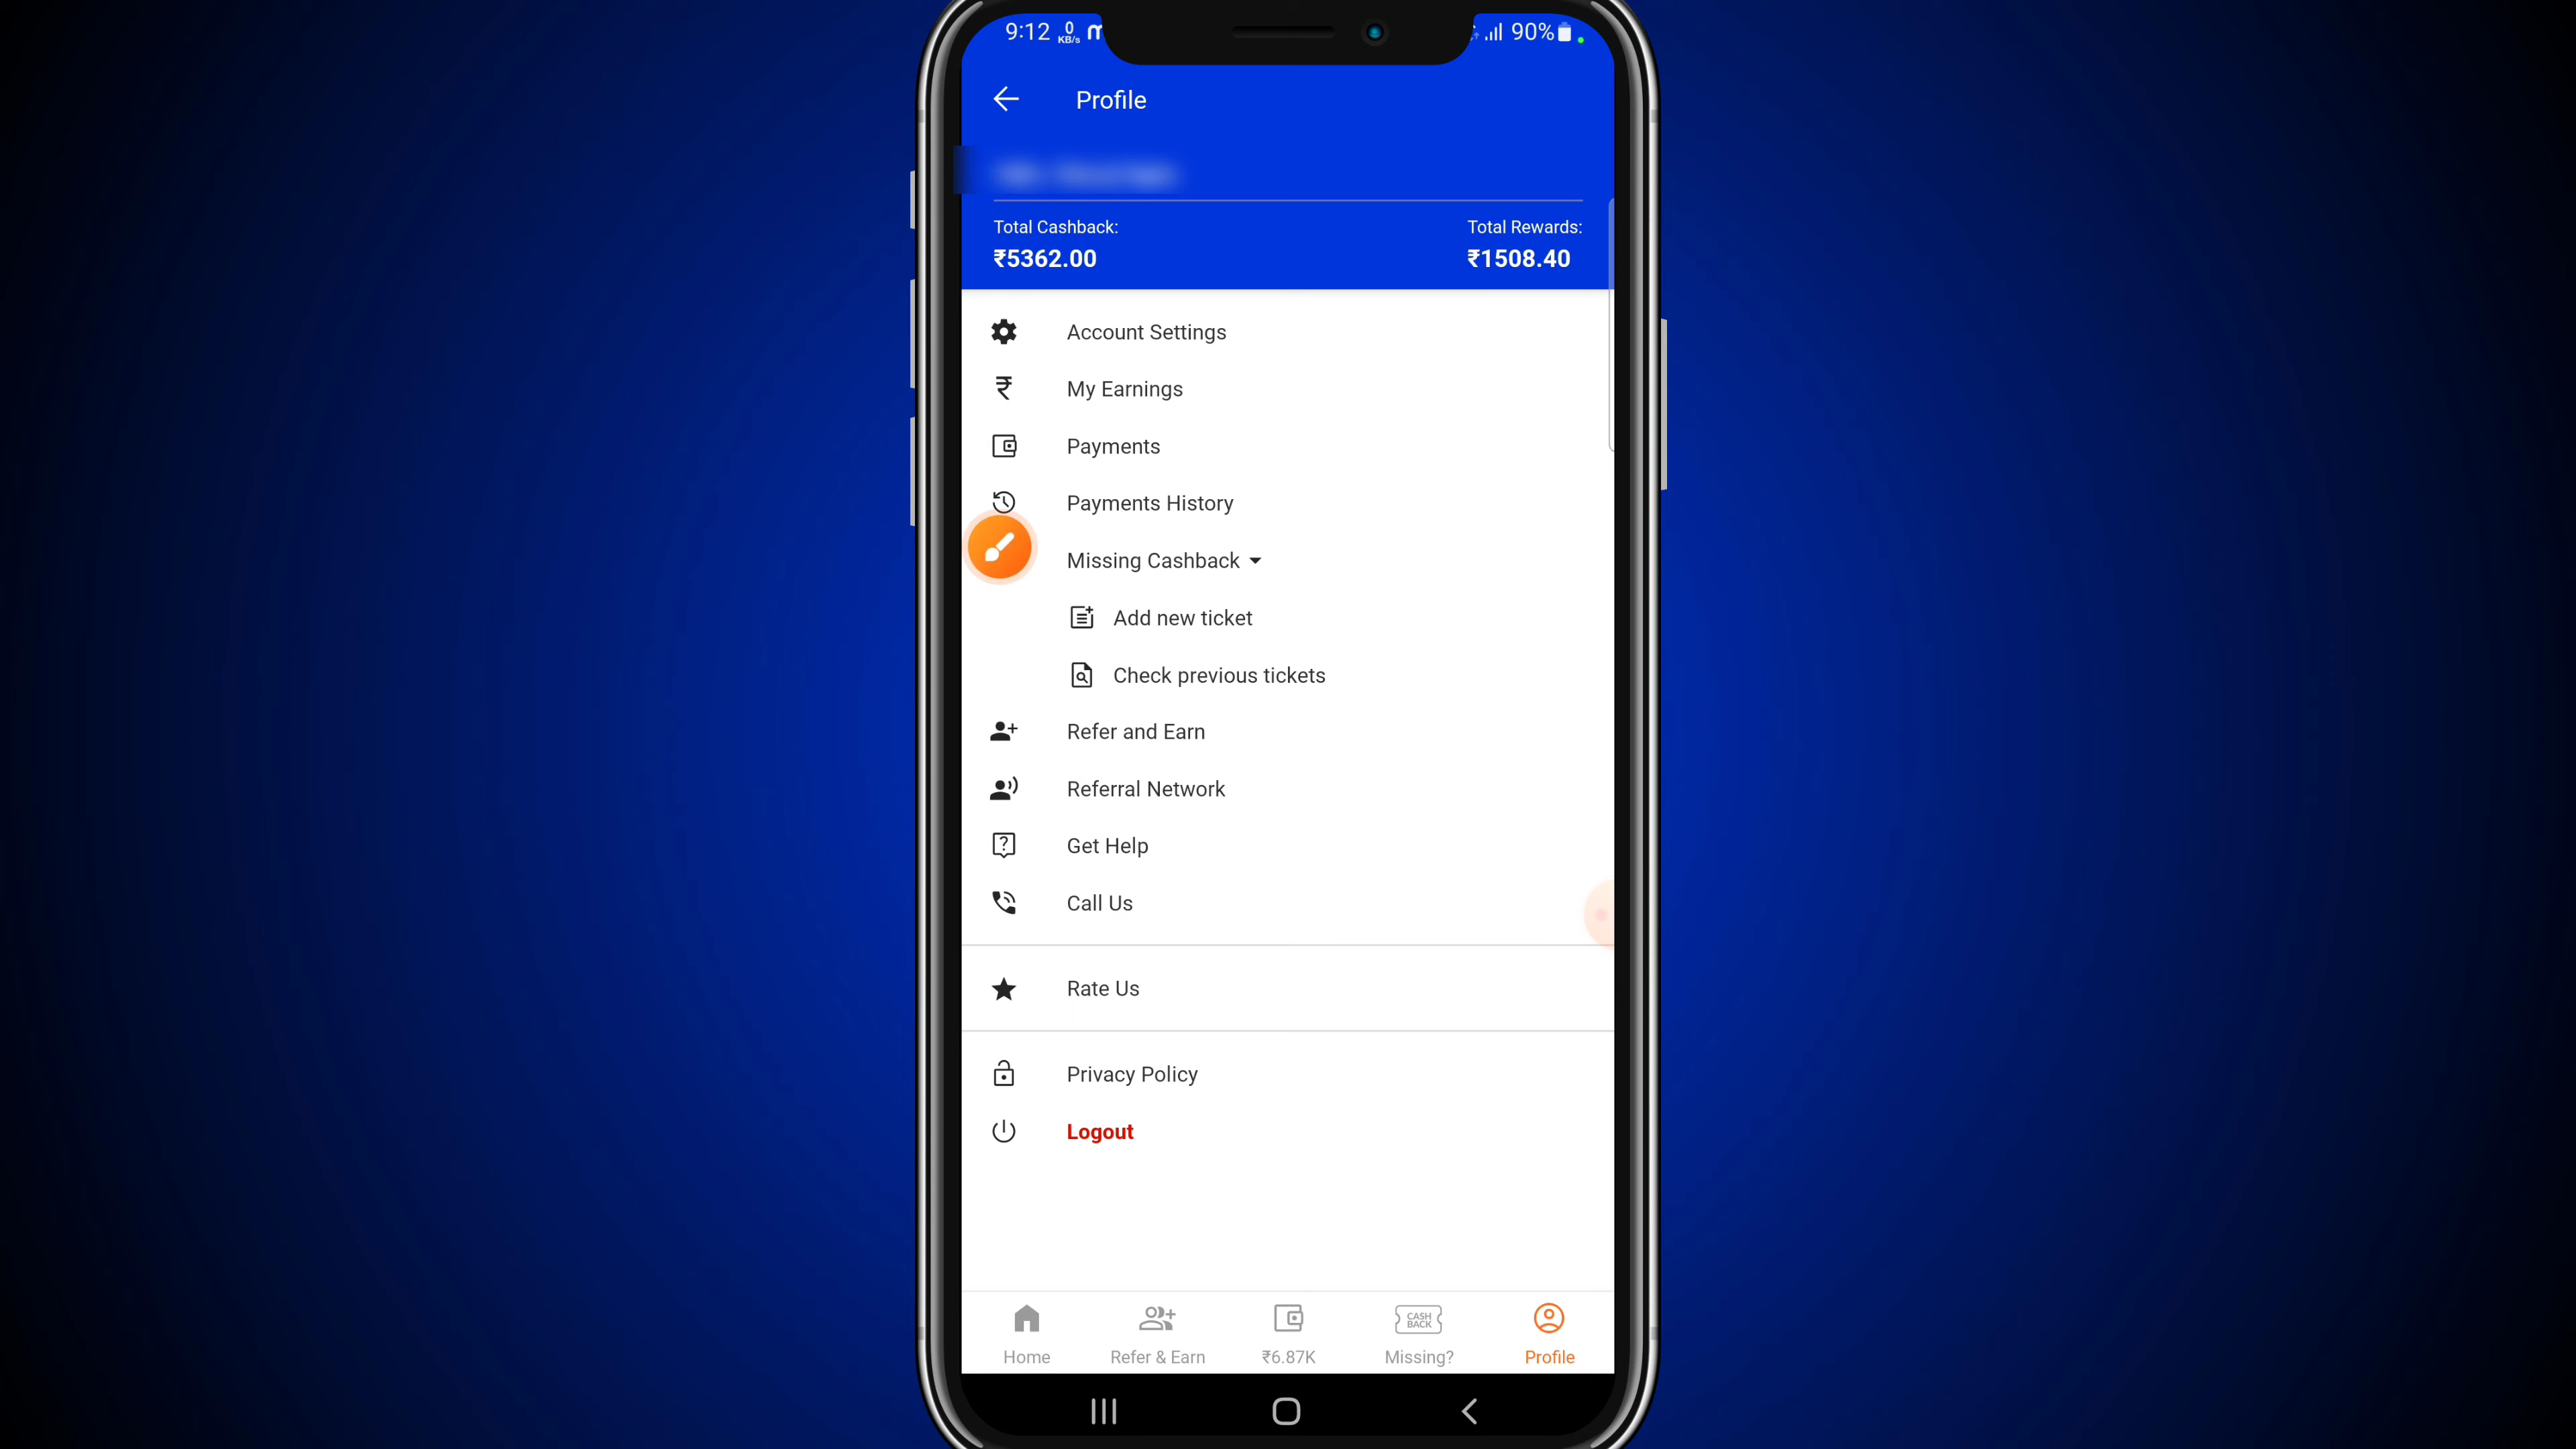 9:12 0 KB/s 90%
Profile
Total Cashback: Total Rewards:
₹5362.00 ₹1508.40
Account Settings
My Earnings
Payments
Payments History
Missing Cashback
Add new ticket
Check previous tickets
Refer and Earn
Referral Network
Get Help
Call Us
Rate Us
Privacy Policy
Logout
CASH
BACK
Home Refer & Earn ₹6.87K Missing? Profile